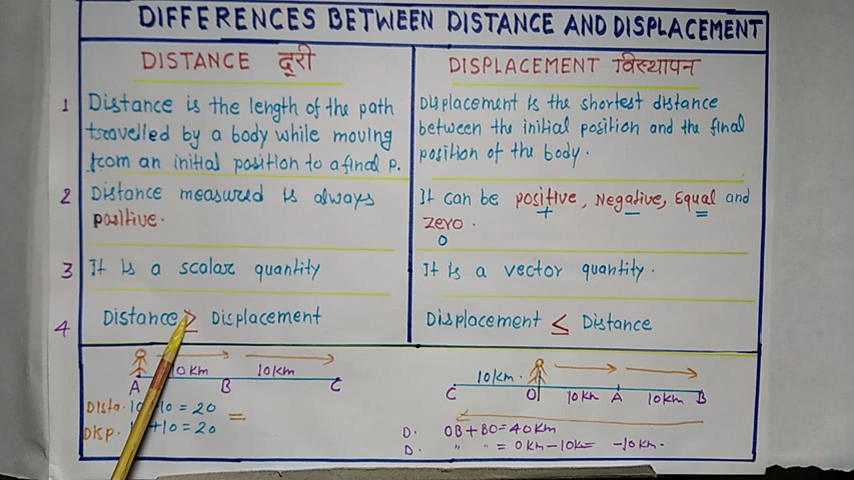 DIFFERENCES BETWEEN DISTANCE AND DISPLACEMENT
DISTANCE दूरी
1 Distance is the length of the path
travelled by a body while moving
from an initial position to a final p.
2 Distance measured is always
positive.
3 It is a scalar quantity
4 Distance ≥ Displacement
DISPLACEMENT विस्थापन
Displacement is the shortest distance
between the initial position and the final
position of the body.
It can be positive, Negative, Equal and
+ − =
zero.
0
It is a vector quantity.
Displacement ≤ Distance
10km 10km
A B C
Dista. 10+10 = 20 =
Disp. +10 = 20
10km.
C O 10km A 10km B
D. OB+BO=40km
D. " " = 0km-10km= -10km.